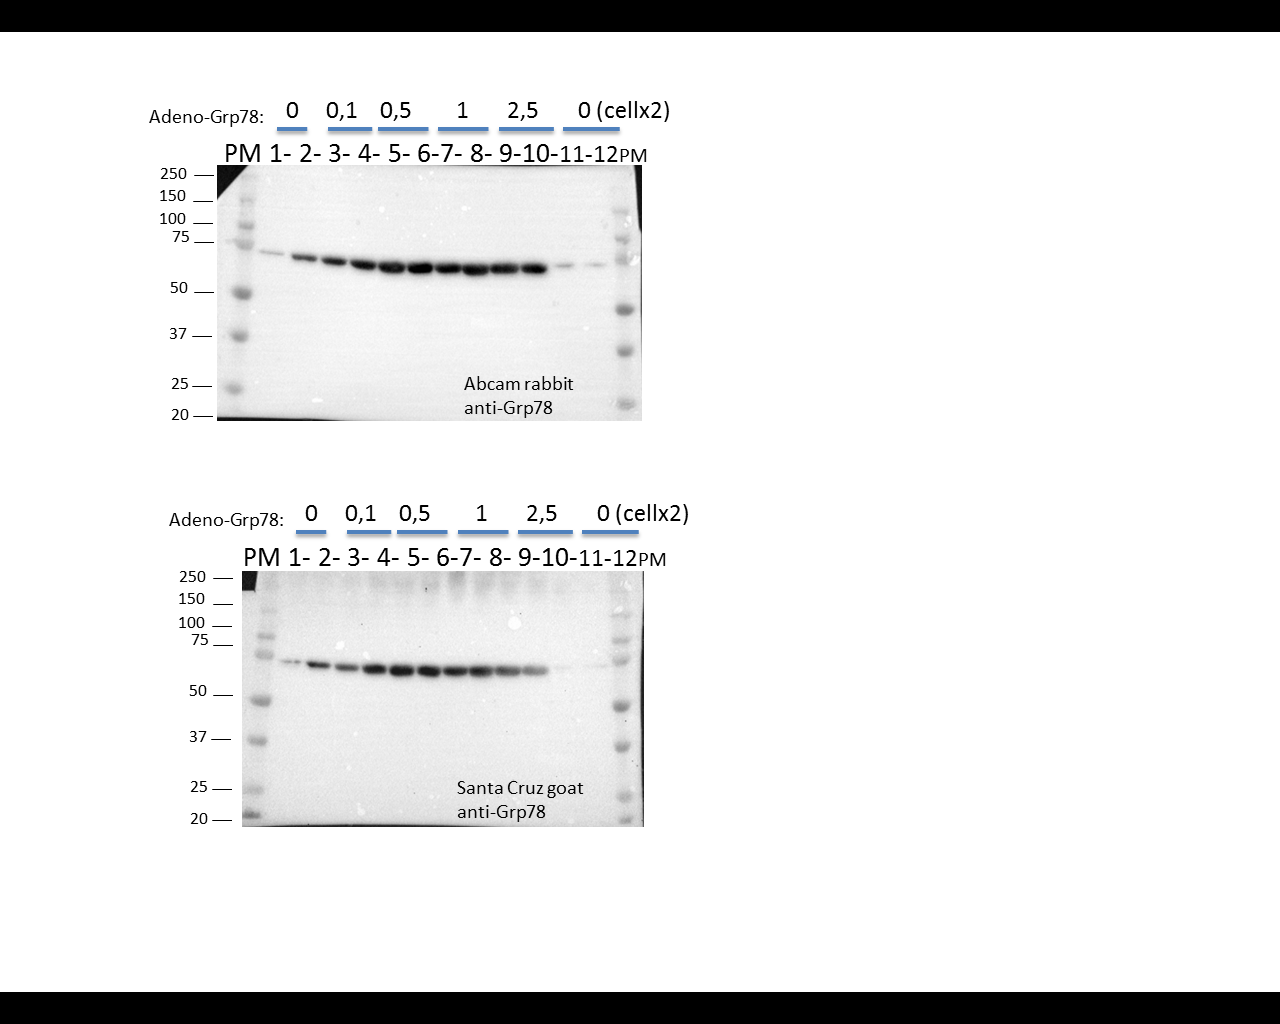 Adeno-Grp78: 0 0,1 0,5 1 2,5 0 (cellx2)
PM 1- 2- 3- 4- 5- 6-7- 8- 9-10-11-12PM
250
150
100
75
50
37
25
20
Abcam rabbit
anti-Grp78
Adeno-Grp78: 0 0,1 0,5 1 2,5 0 (cellx2)
PM 1- 2- 3- 4- 5- 6-7- 8- 9-10-11-12PM
250
150
100
75
50
37
25
20
Santa Cruz goat
anti-Grp78